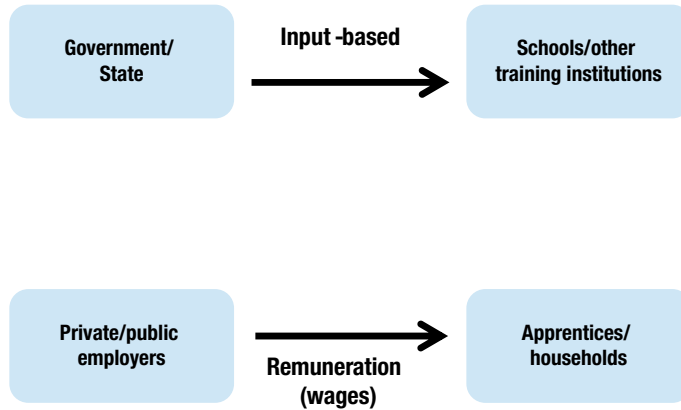 Government/
State
Input -based
Schools/other
training institutions
Private/public
employers
Remuneration
(wages)
Apprentices/
households